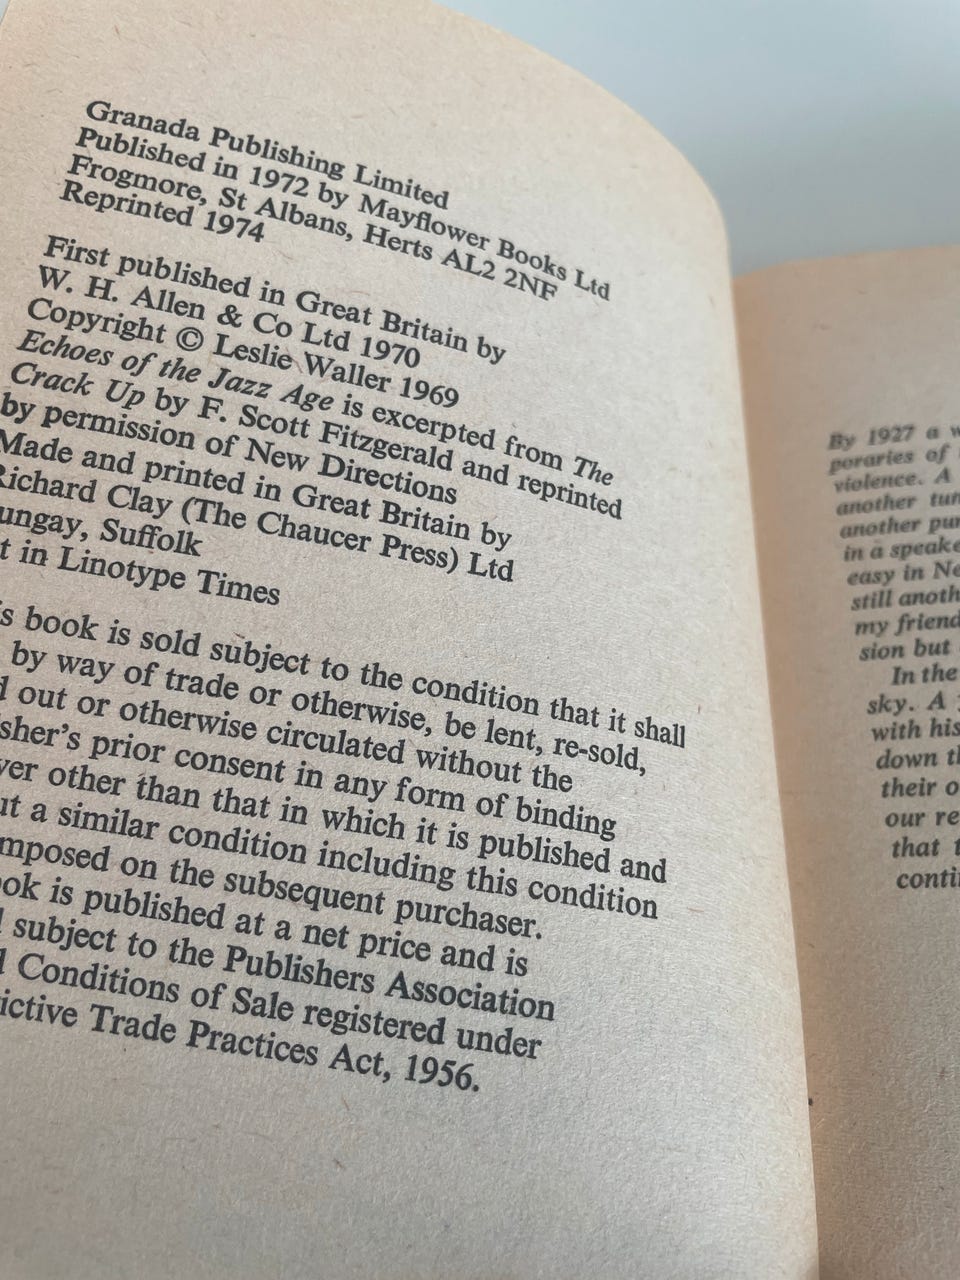 Granada Publishing Limited
Published in 1972 by Mayflower Books Ltd
Frogmore, St Albans, Herts AL2 2NF
Reprinted 1974
First published in Great Britain by
W. H. Allen & Co Ltd 1970
Copyright © Leslie Waller 1969
Echoes of the Jazz Age is excerpted from The
Crack Up by F. Scott Fitzgerald and reprinted
by permission of New Directions
Made and printed in Great Britain by
Richard Clay (The Chaucer Press) Ltd
ungay, Suffolk
t in Linotype Times
is book is sold subject to the condition that it shall
by way of trade or otherwise, be lent, re-sold,
d out or otherwise circulated without the
isher's prior consent in any form of binding
ver other than that in which it is published and
ut a similar condition including this condition
mposed on the subsequent purchaser.
ook is published at a net price and is
d subject to the Publishers Association
d Conditions of Sale registered under
ictive Trade Practices Act, 1956.
By 1927 a w
poraries of
violence. A
another tun
another pur
in a speake
easy in Ne
still anoth
my friend
sion but
In the
sky. A
with his
down th
their o
our re
that t
conti